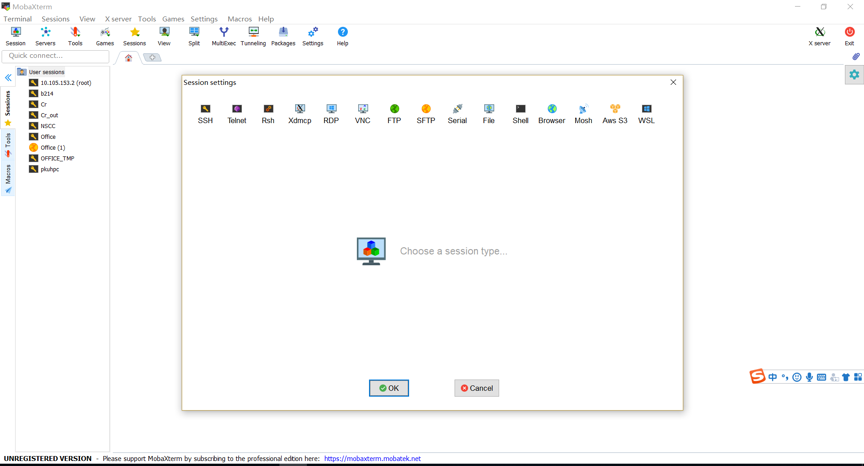 MobaXterm
Terminal Sessions View X server Tools Games Settings Macros Help
Session Servers Tools Games Sessions View Split MultiExec Tunneling Packages Settings Help X server Exit
Quick connect...
Sessions
Tools
Macros
User sessions
10.105.153.2 (root)
b214
Cr
Cr_out
NSCC
Office
Office (1)
OFFICE_TMP
pkuhpc
Session settings
SSH Telnet Rsh Xdmcp RDP VNC FTP SFTP Serial File Shell Browser Mosh Aws S3 WSL
Choose a session type...
OK Cancel
中
UNREGISTERED VERSION - Please support MobaXterm by subscribing to the professional edition here: https://mobaxterm.mobatek.net